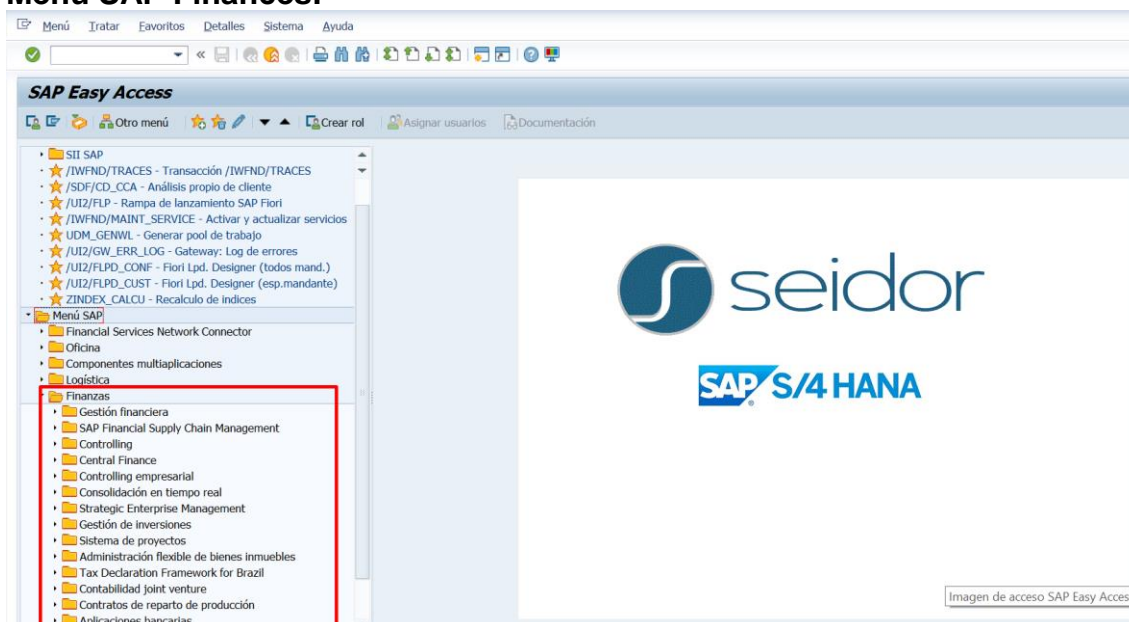 Menú SAP Finances:
Menú Tratar Favoritos Detalles Sistema Ayuda
SAP Easy Access
Otro menú Crear rol Asignar usuarios Documentación
SII SAP
/IWFND/TRACES - Transacción /IWFND/TRACES
/SDF/CD_CCA - Análisis propio de cliente
/UI2/FLP - Rampa de lanzamiento SAP Fiori
/IWFND/MAINT_SERVICE - Activar y actualizar servicios
UDM_GENWL - Generar pool de trabajo
/UI2/GW_ERR_LOG - Gateway: Log de errores
/UI2/FLPD_CONF - Fiori Lpd. Designer (todos mand.)
/UI2/FLPD_CUST - Fiori Lpd. Designer (esp.mandante)
ZINDEX_CALCU - Recalculo de indices
Menú SAP
Financial Services Network Connector
Oficina
Componentes multiaplicaciones
Logística
Finanzas
Gestión financiera
SAP Financial Supply Chain Management
Controlling
Central Finance
Controlling empresarial
Consolidación en tiempo real
Strategic Enterprise Management
Gestión de inversiones
Sistema de proyectos
Administración flexible de bienes inmuebles
Tax Declaration Framework for Brazil
Contabilidad joint venture
Contratos de reparto de producción
Aplicaciones bancarias
seidor
SAP S/4 HANA
Imagen de acceso SAP Easy Acces